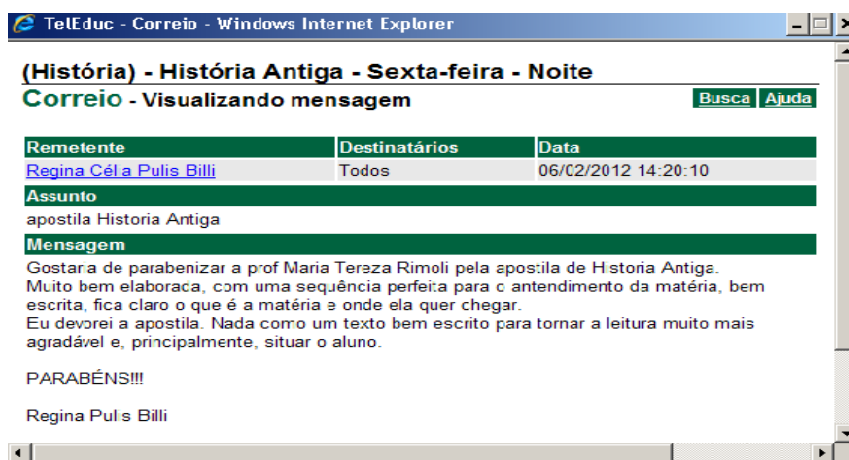 TelEduc - Correio - Windows Internet Explorer
(História) - História Antiga - Sexta-feira - Noite
Correio - Visualizando mensagem
Busca Ajuda
Remetente Destinatários Data
Regina Célia Pulis Billi Todos 06/02/2012 14:20:10
Assunto
apostila Historia Antiga
Mensagem
Gostaria de parabenizar a prof Maria Tereza Rimoli pela apostila de Historia Antiga.
Muito bem elaborada, com uma sequência perfeita para o antendimento da matéria, bem
escrita, fica claro o que é a matéria e onde ela quer chegar.
Eu devorei a apostila. Nada como um texto bem escrito para tornar a leitura muito mais
agradável e, principalmente, situar o aluno.
PARABÉNS!!!
Regina Pulis Billi